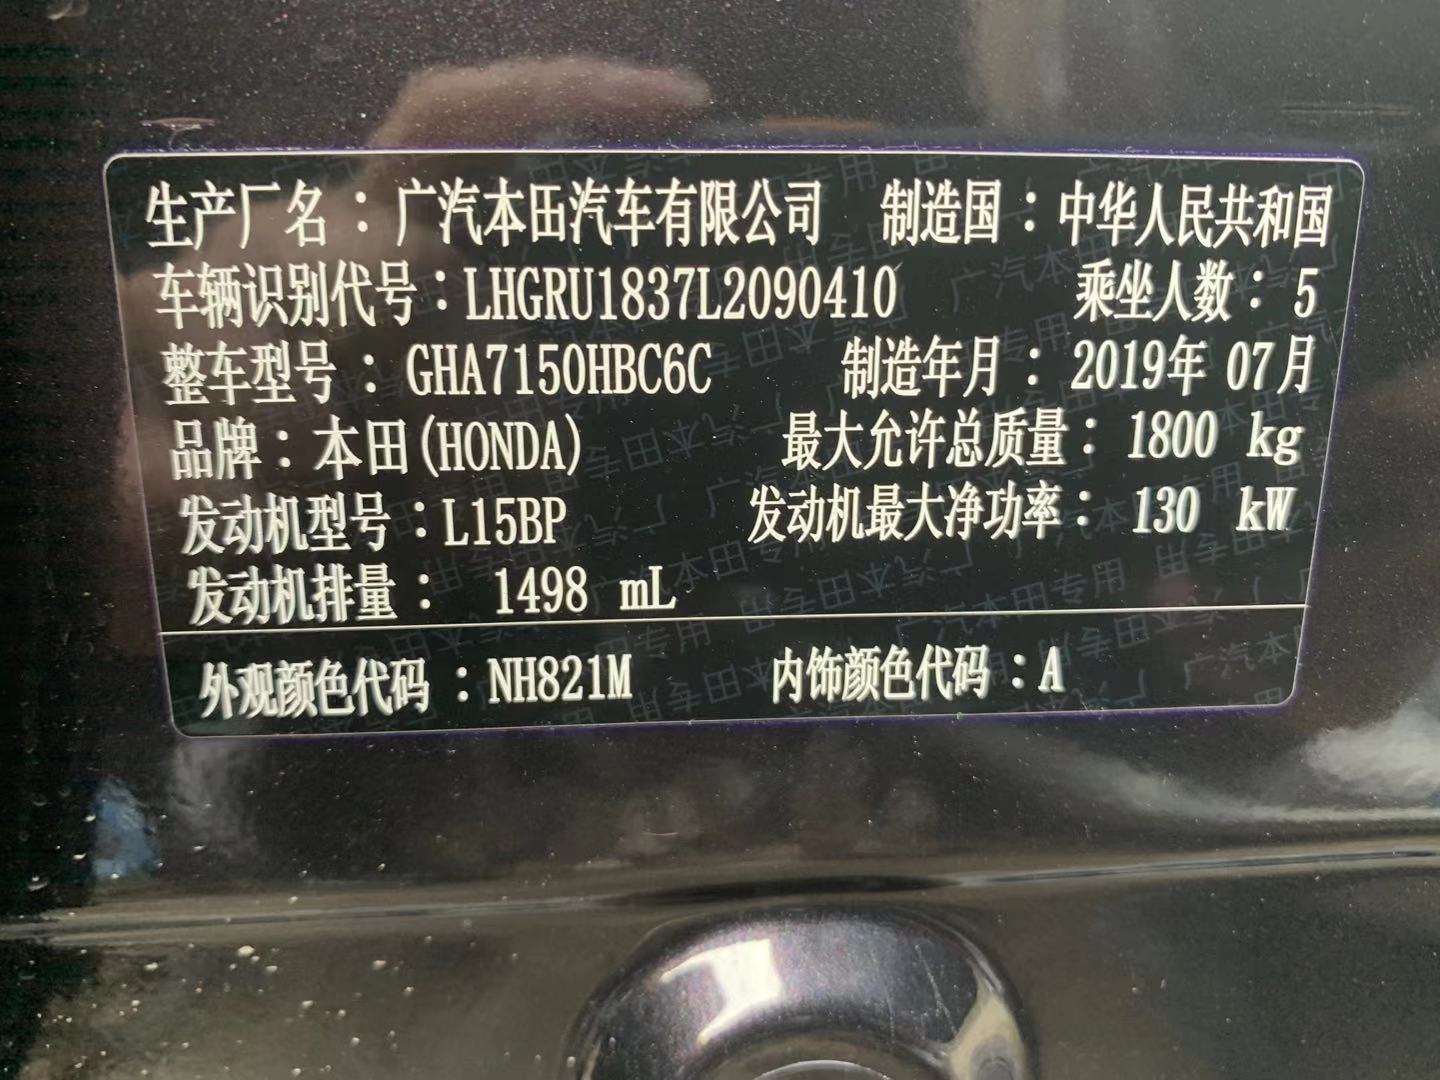 生产厂名：广汽本田汽车有限公司 制造国：中华人民共和国
车辆识别代号：LHGRU1837L2090410 乘坐人数：5
整车型号：GHA7150HBC6C 制造年月：2019年 07月
品牌：本田(HONDA) 最大允许总质量：1800 kg
发动机型号：L15BP 发动机最大净功率：130 kW
发动机排量：1498 mL
外观颜色代码：NH821M 内饰颜色代码：A